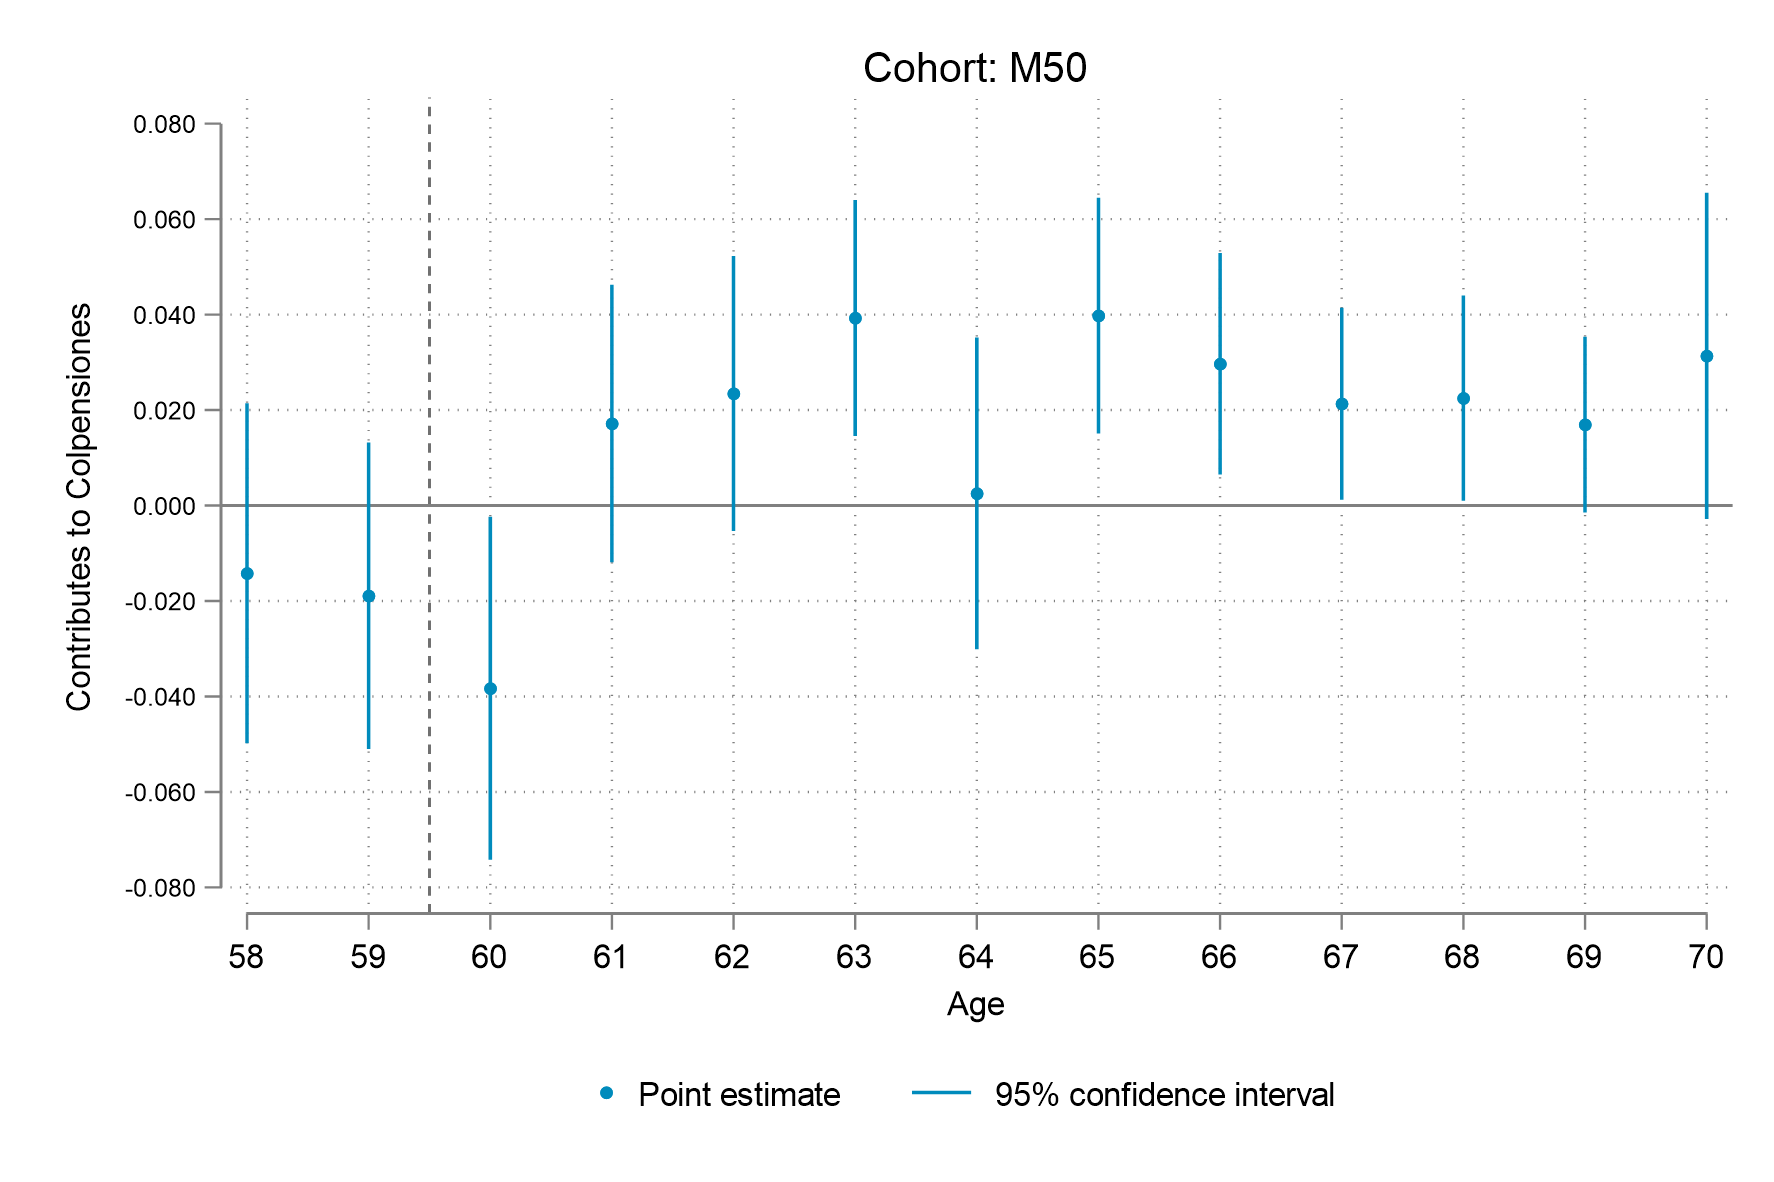 Cohort: M50
0.080
0.060
0.040
0.020
0.000
-0.020
-0.040
-0.060
-0.080
Contributes to Colpensiones
58 59 60 61 62 63 64 65 66 67 68 69 70
Age
Point estimate 95% confidence interval